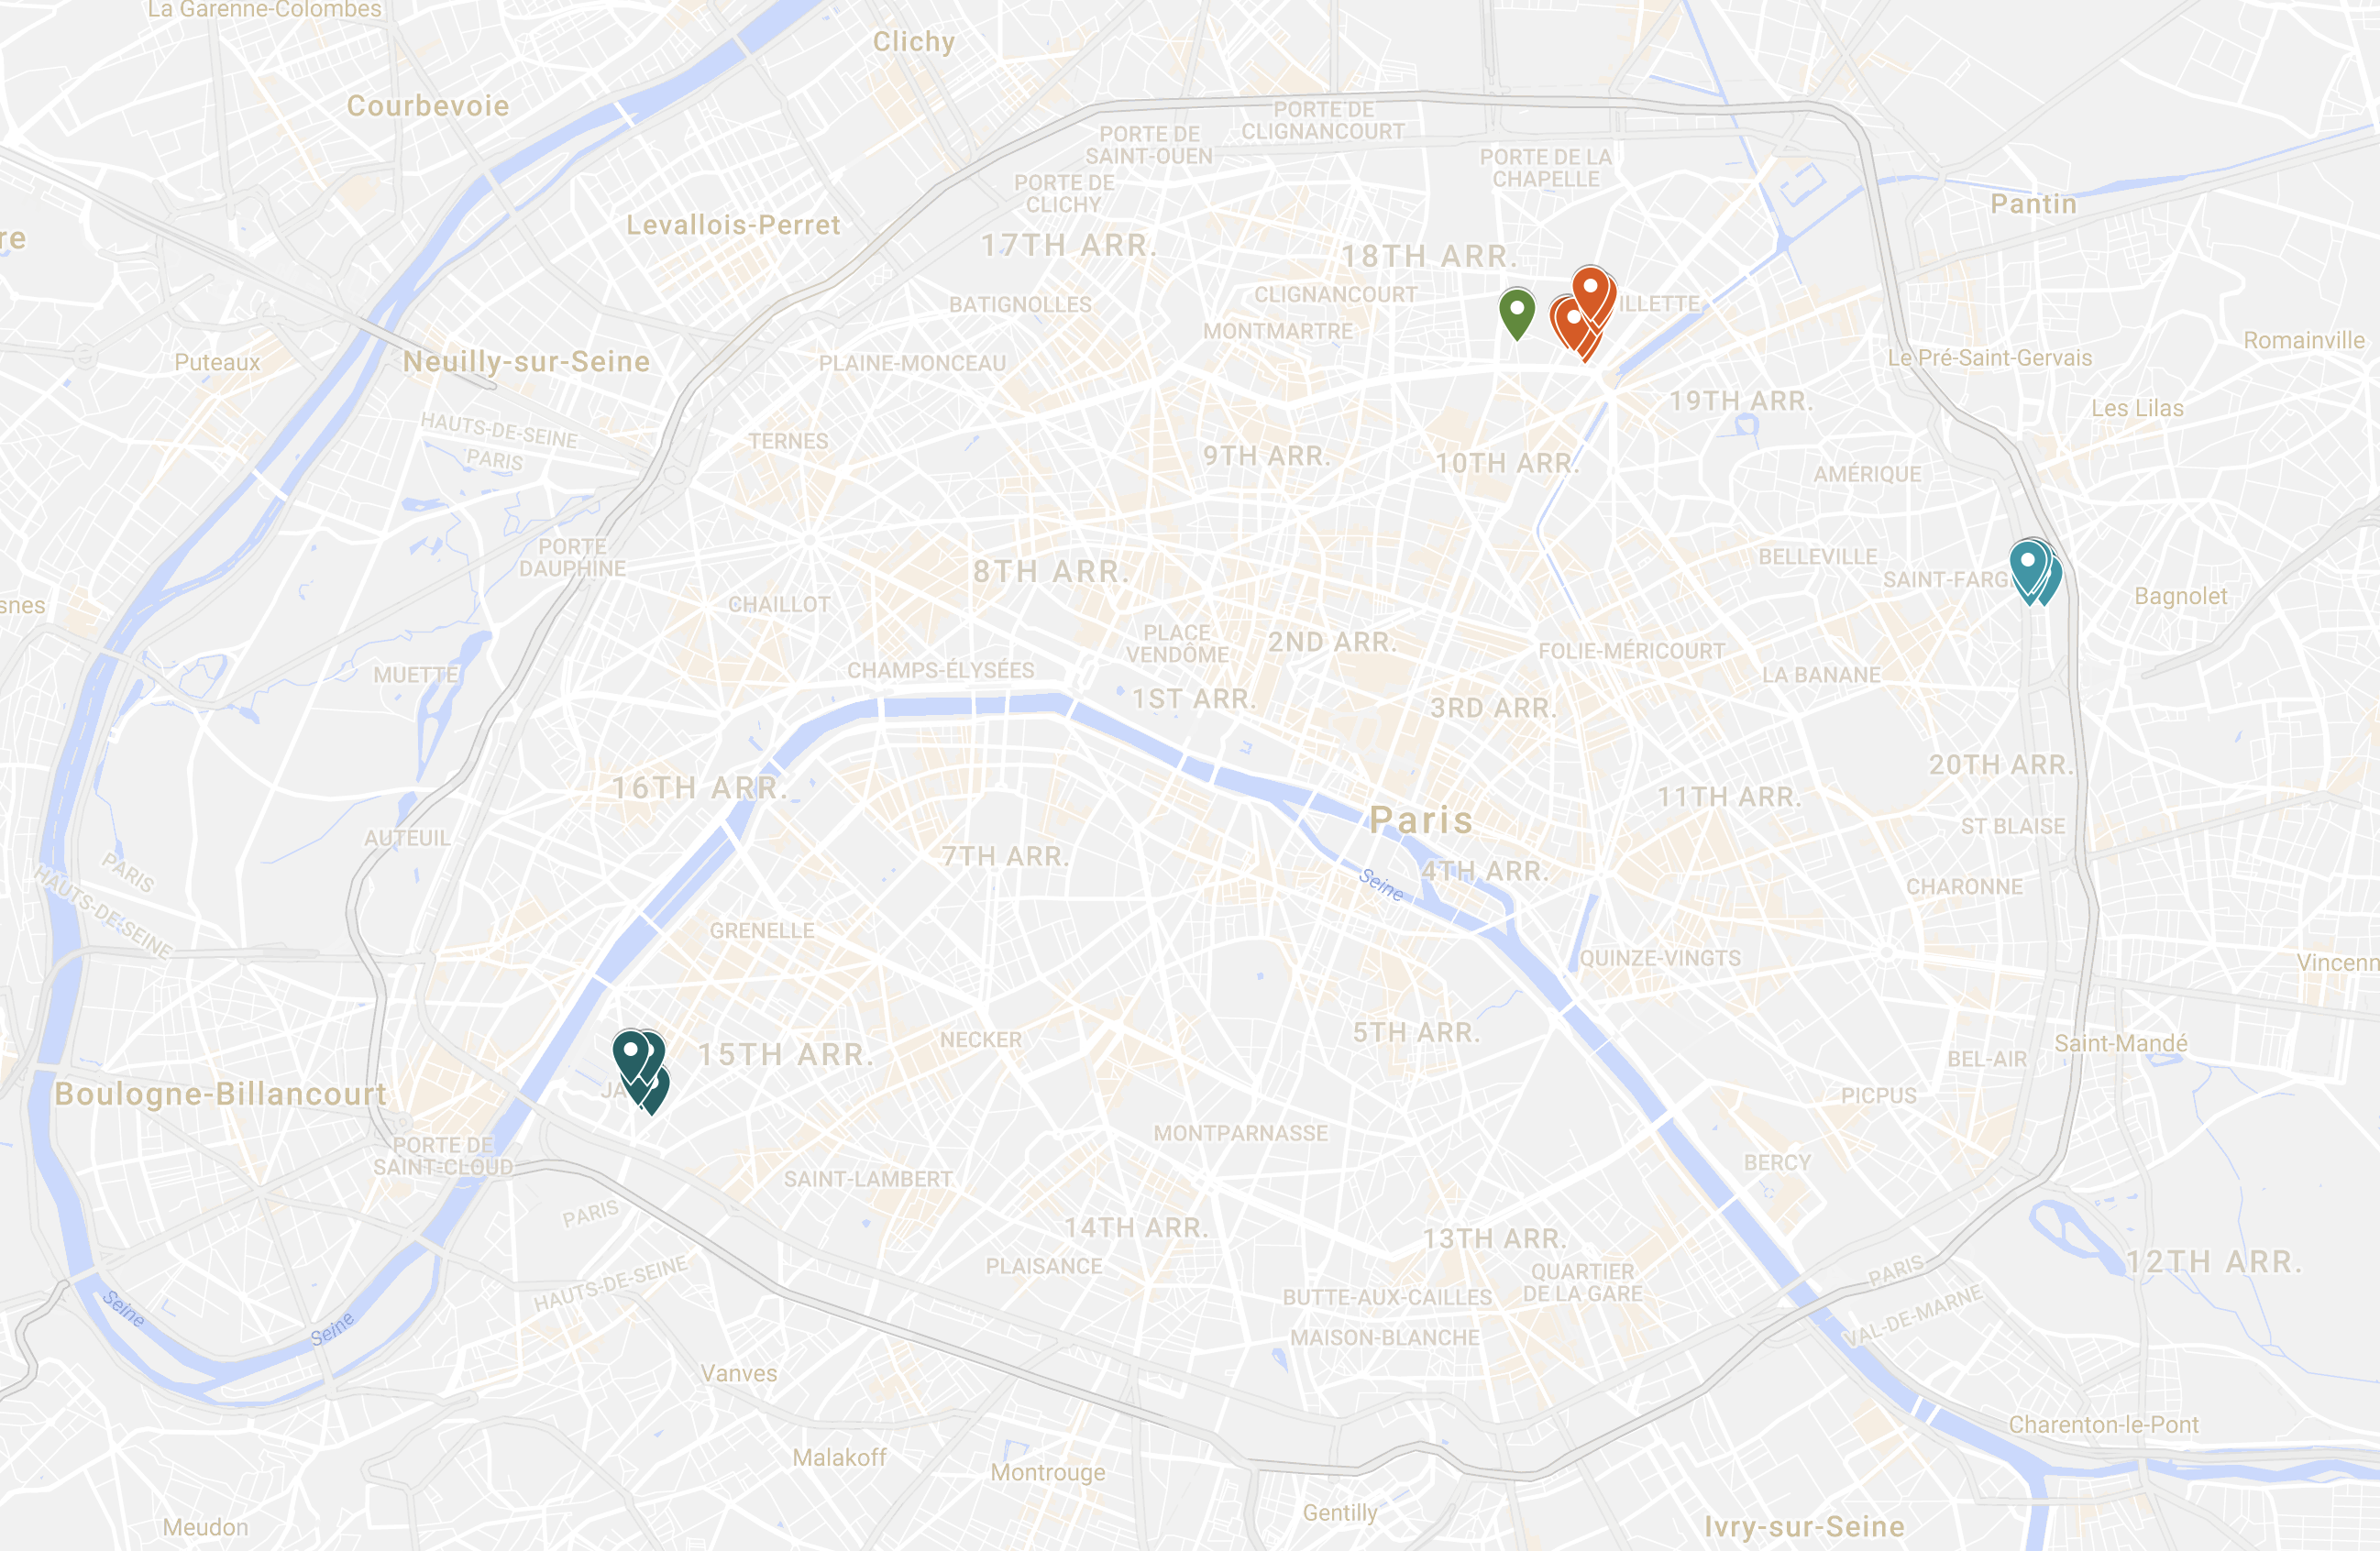 La Garenne-Colombes
Clichy
Courbevoie
PORTE DE
CLIGNANCOURT
PORTE DE
SAINT-OUEN
PORTE DE LA
CHAPELLE
PORTE DE
CLICHY
Pantin
Levallois-Perret
re
17TH ARR.
18TH ARR.
CLIGNANCOURT
BATIGNOLLES
ILLETTE
MONTMARTRE
Romainville
Puteaux
Neuilly-sur-Seine
PLAINE-MONCEAU
Le Pré-Saint-Gervais
19TH ARR.
Les Lilas
HAUTS-DE-SEINE
PARIS
TERNES
9TH ARR.
10TH ARR.
AMÉRIQUE
PORTE
DAUPHINE
8TH ARR.
BELLEVILLE
SAINT-FARG
Bagnolet
snes
CHAILLOT
PLACE
VENDÔME
2ND ARR.
FOLIE-MÉRICOURT
MUETTE
CHAMPS-ÉLYSÉES
LA BANANE
1ST ARR.
3RD ARR.
20TH ARR.
16TH ARR.
11TH ARR.
Paris
ST BLAISE
AUTEUIL
7TH ARR.
4TH ARR.
PARIS
HAUTS-DE-SEINE
Seine
CHARONNE
GRENELLE
QUINZE-VINGTS
Vincenn
NECKER
5TH ARR.
Saint-Mandé
15TH ARR.
BEL-AIR
JA
Boulogne-Billancourt
PICPUS
MONTPARNASSE
PORTE DE
SAINT-CLOUD
BERCY
SAINT-LAMBERT
PARIS
14TH ARR.
13TH ARR.
12TH ARR.
PLAISANCE
QUARTIER
DE LA GARE
PARIS
HAUTS-DE-SEINE
BUTTE-AUX-CAILLES
VAL-DE-MARNE
Seine
Seine
MAISON-BLANCHE
Vanves
Charenton-le-Pont
Malakoff
Montrouge
Gentilly
Meudon
Ivry-sur-Seine